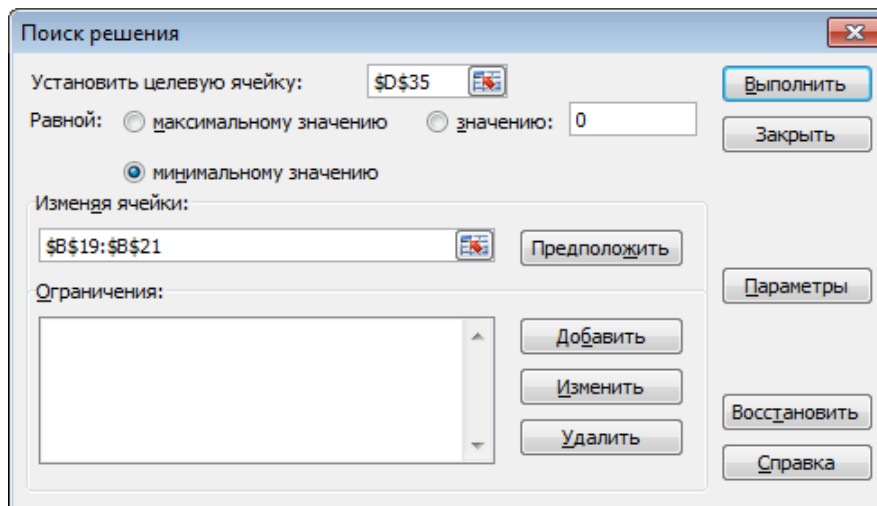 Поиск решения
Установить целевую ячейку: $D$35 Выполнить
Равной: максимальному значению значению: 0 Закрыть
минимальному значению
Изменяя ячейки:
$B$19:$B$21 Предположить
Ограничения: Параметры
Добавить
Изменить
Восстановить
Удалить
Справка